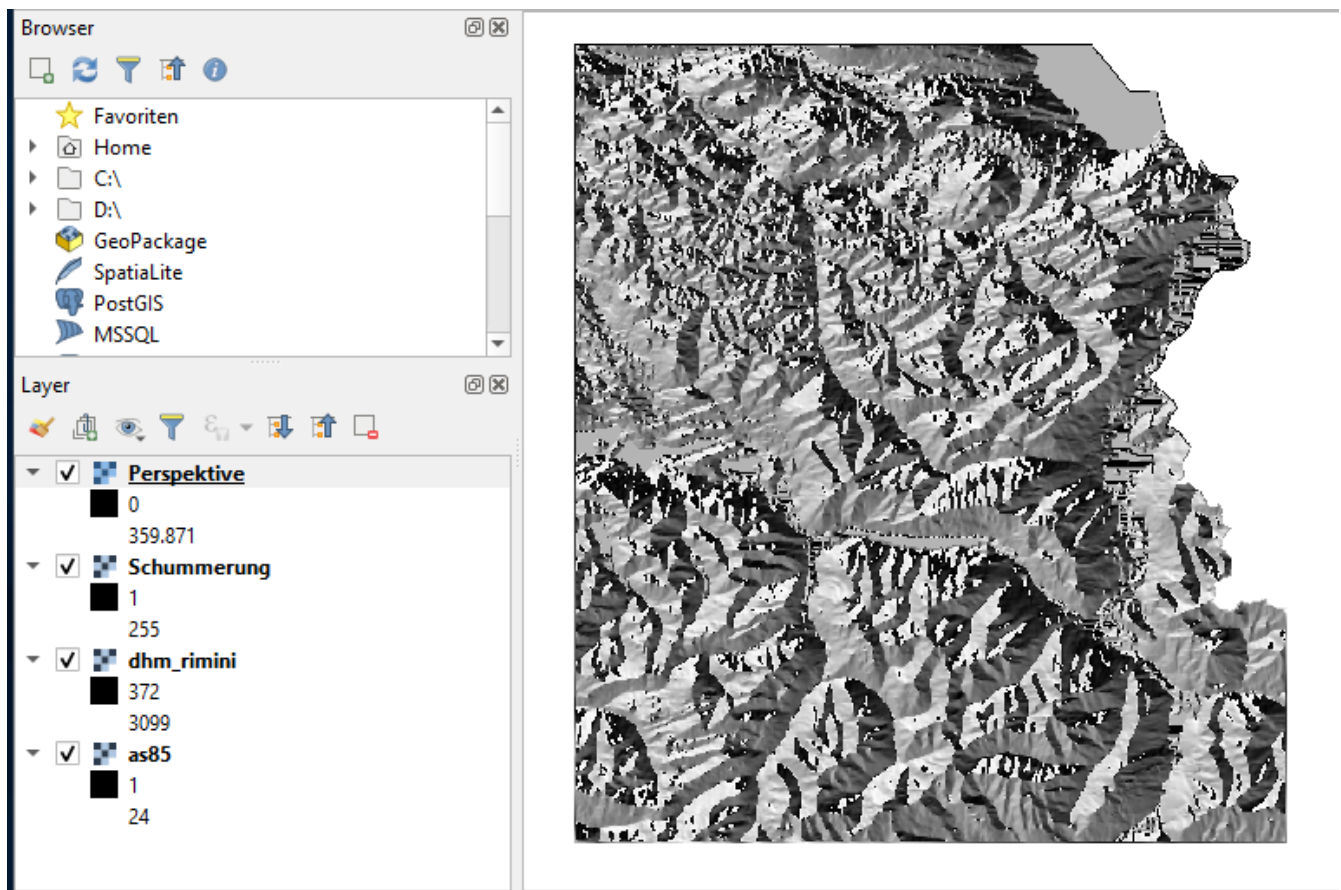 Browser
Favoriten
Home
C:\
D:\
GeoPackage
SpatiaLite
PostGIS
MSSQL
Layer
Perspektive
0
359.871
Schummerung
1
255
dhm_rimini
372
3099
as85
1
24